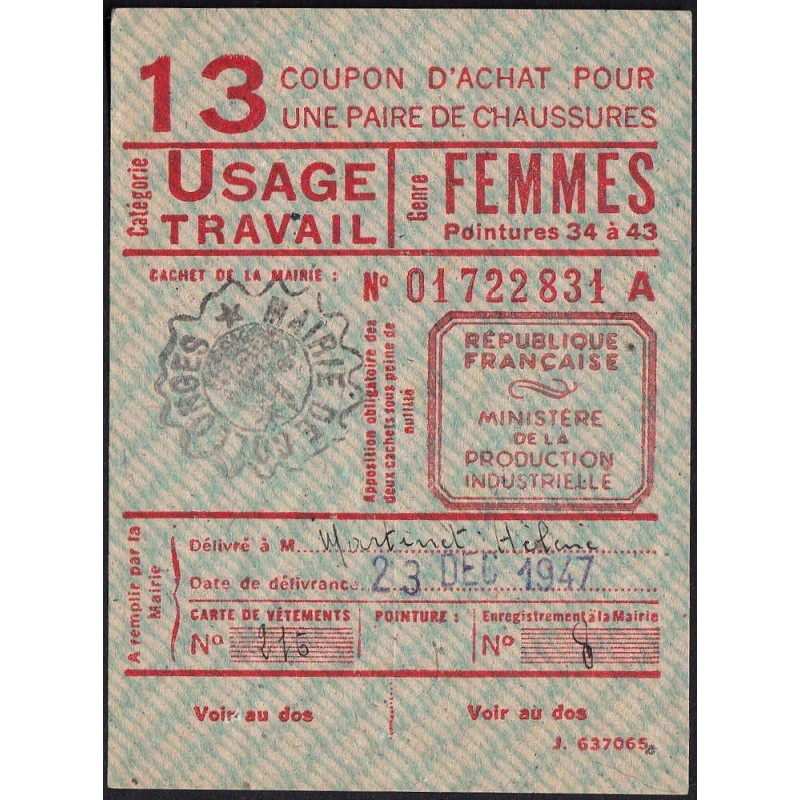 13 COUPON D'ACHAT POUR
UNE PAIRE DE CHAUSSURES
Catégorie
USAGE
TRAVAIL
Genre
FEMMES
Pointures 34 à 43
CACHET DE LA MAIRIE :
Nº 01722831 A
MAIRIE DE
ORGES
Apposition obligatoire des
deux cachets sous peine de
nullité
RÉPUBLIQUE
FRANÇAISE
MINISTÈRE
DE LA
PRODUCTION
INDUSTRIELLE
A remplir par la
Mairie
Délivré à M. Martinet Hélène
Date de délivrance 23 DEC 1947
CARTE DE VÊTEMENTS
Nº 215
POINTURE :
Enregistrement à la Mairie
Nº 8
Voir au dos
Voir au dos
J. 637065